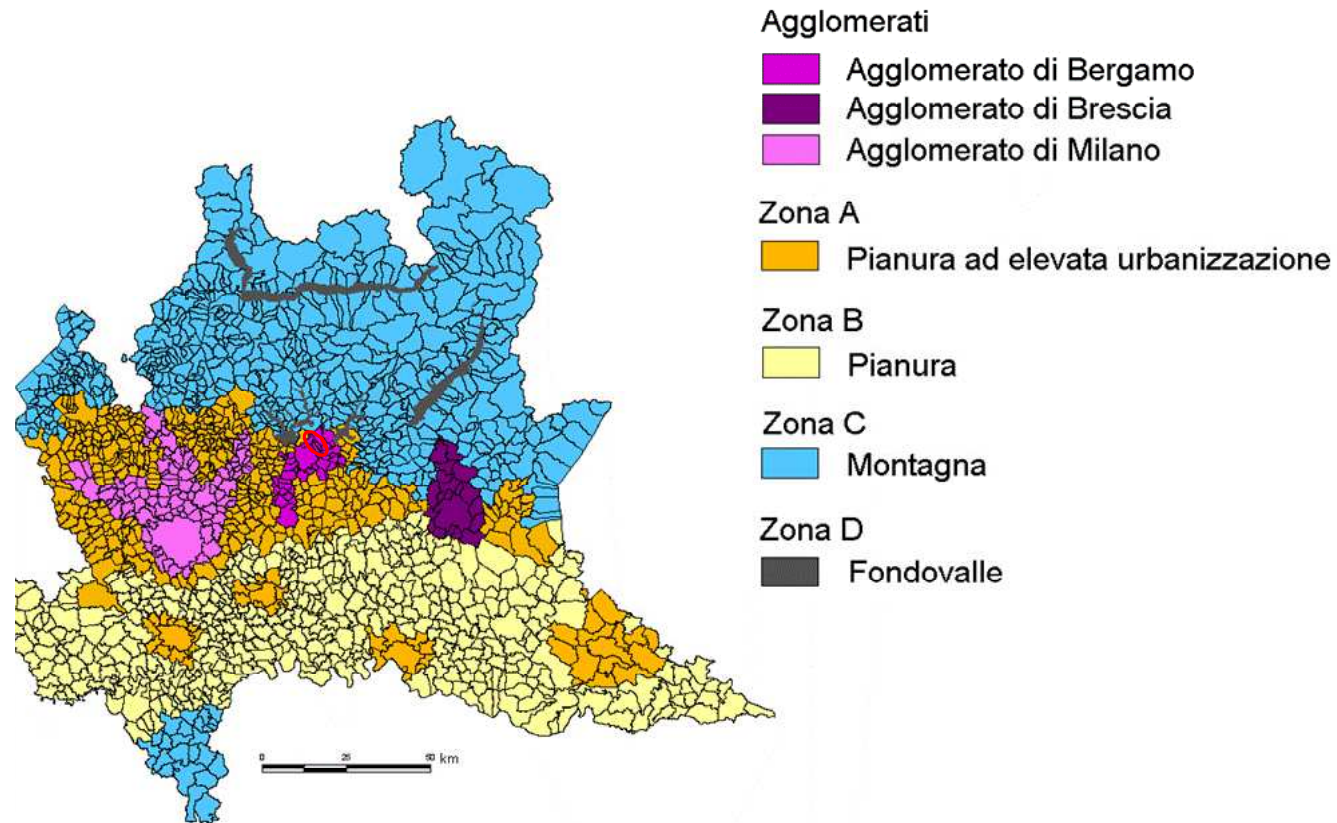 Agglomerati
Agglomerato di Bergamo
Agglomerato di Brescia
Agglomerato di Milano
Zona A
Pianura ad elevata urbanizzazione
Zona B
Pianura
Zona C
Montagna
Zona D
Fondovalle
0 25 50 km